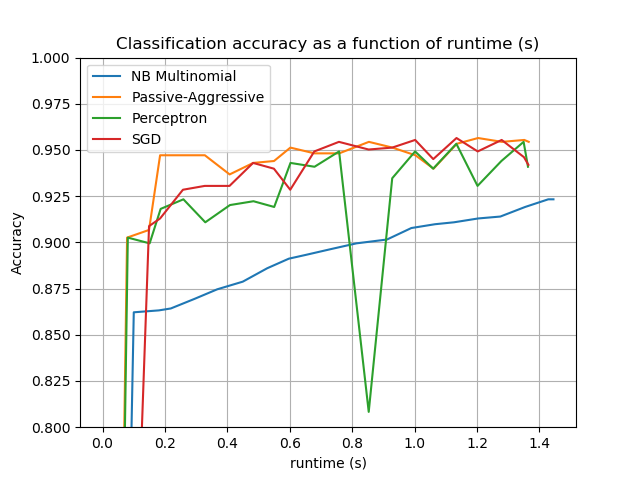 Classification accuracy as a function of runtime (s)
NB Multinomial
Passive-Aggressive
Perceptron
SGD
1.000
0.975
0.950
0.925
0.900
0.875
0.850
0.825
0.800
Accuracy
0.0 0.2 0.4 0.6 0.8 1.0 1.2 1.4
runtime (s)